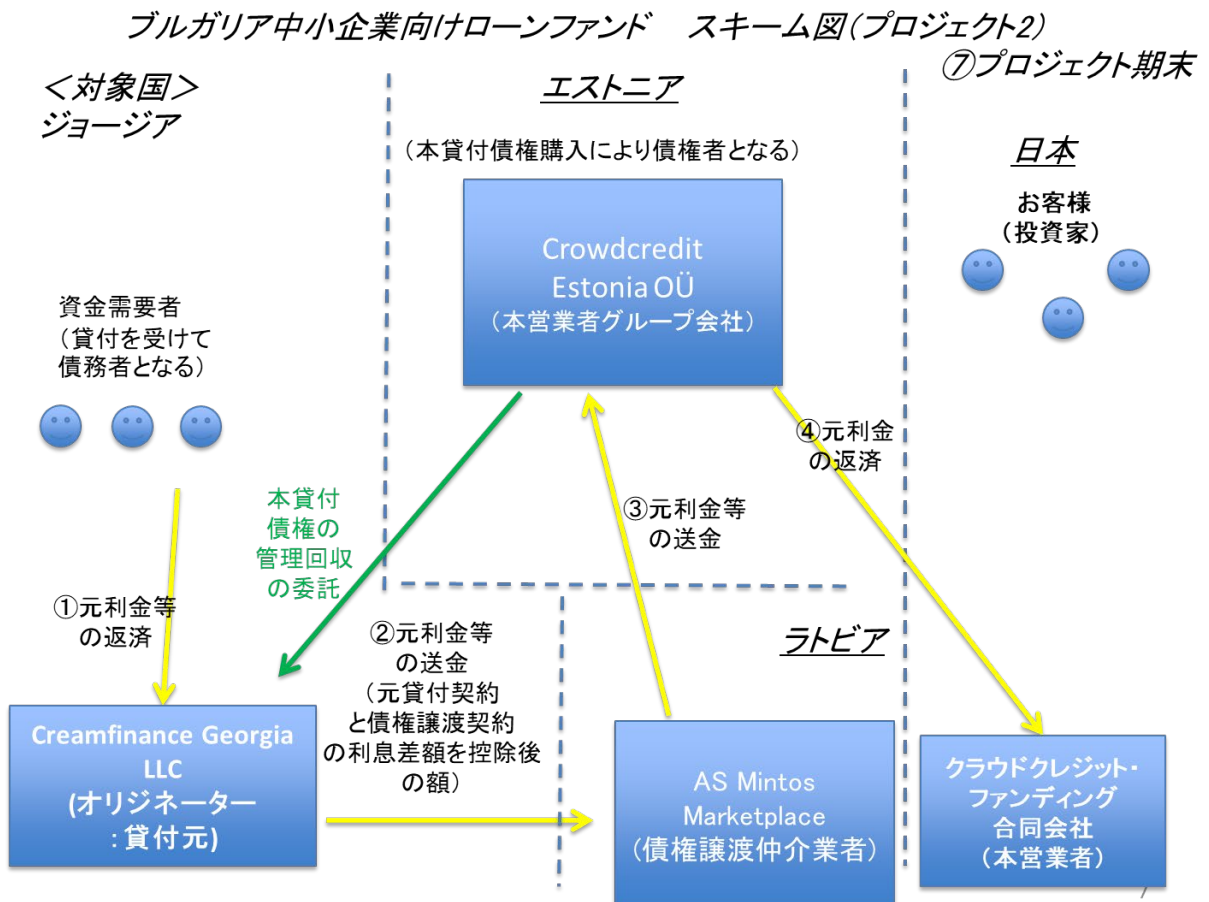 ブルガリア中小企業向けローンファンド　スキーム図(プロジェクト2)
⑦プロジェクト期末
＜対象国＞
ジョージア
エストニア
（本貸付債権購入により債権者となる）
日本
お客様
（投資家）
Crowdcredit
Estonia OÜ
（本営業者グループ会社）
資金需要者
（貸付を受けて
債務者となる）
④元利金
の返済
本貸付
債権の
管理回収
の委託
③元利金等
の送金
①元利金等
の返済
②元利金等
の送金
（元貸付契約
と債権譲渡契約
の利息差額を控除後
の額）
ラトビア
Creamfinance Georgia
LLC
(オリジネーター
：貸付元)
AS Mintos
Marketplace
（債権譲渡仲介業者）
クラウドクレジット・
ファンディング
合同会社
（本営業者）